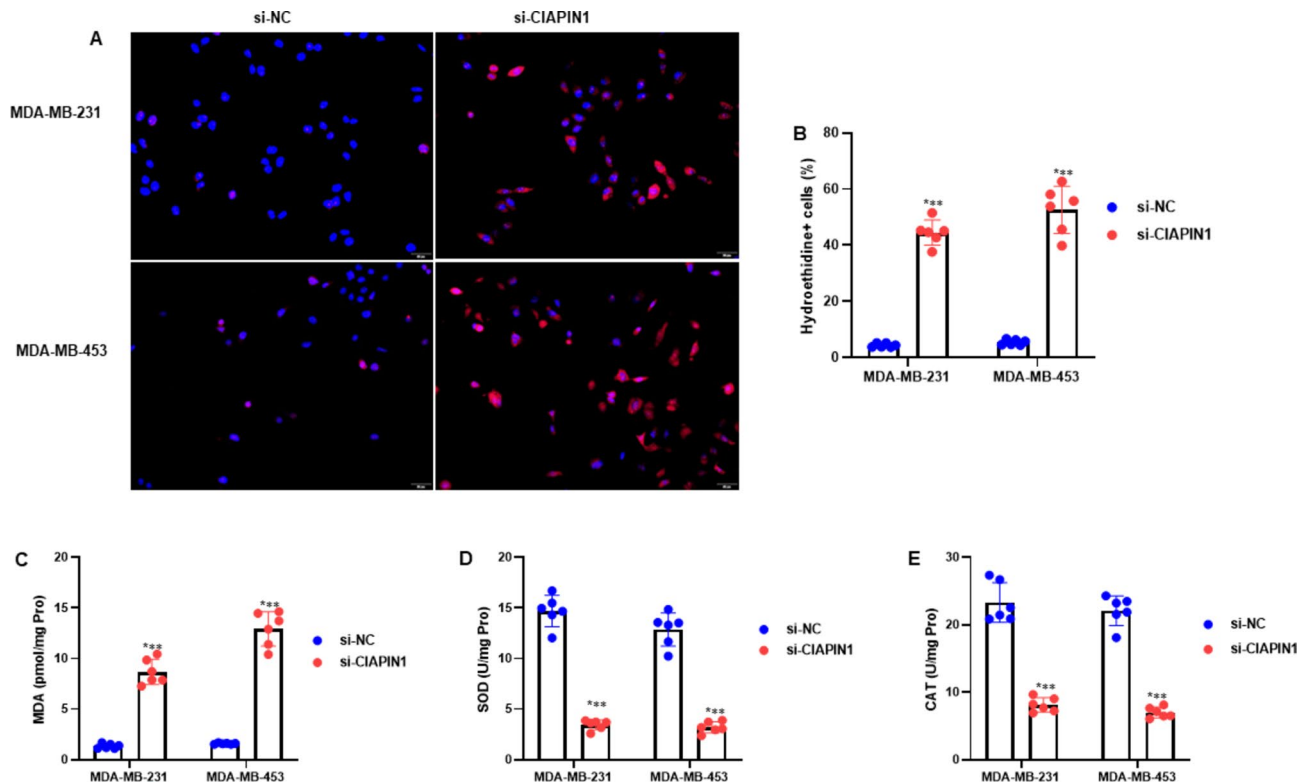 si-NC
si-CIAPIN1
A
MDA-MB-231
MDA-MB-453
B
Hydroethidine+ cells (%)
80
60
40
20
0
***
***
MDA-MB-231
MDA-MB-453
si-NC
si-CIAPIN1
C
MDA (pmol/mg Pro)
20
15
10
5
0
***
***
MDA-MB-231
MDA-MB-453
si-NC
si-CIAPIN1
D
SOD (U/mg Pro)
20
15
10
5
0
***
***
MDA-MB-231
MDA-MB-453
si-NC
si-CIAPIN1
E
CAT (U/mg Pro)
30
20
10
0
***
***
MDA-MB-231
MDA-MB-453
si-NC
si-CIAPIN1